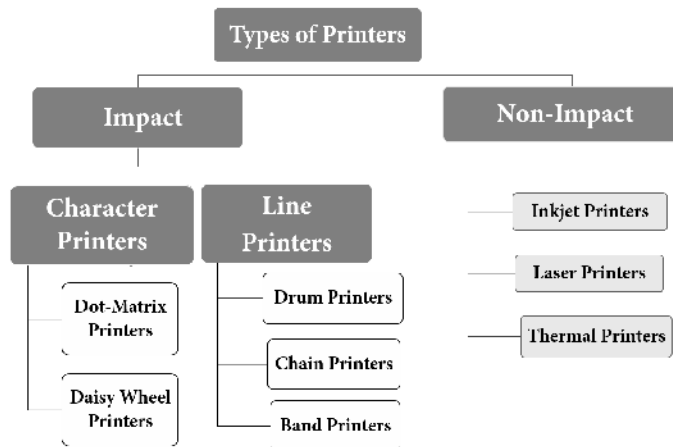 Types of Printers
Impact
Non-Impact
Character
Printers
Line
Printers
Dot-Matrix
Printers
Daisy Wheel
Printers
Drum Printers
Chain Printers
Band Printers
Inkjet Printers
Laser Printers
Thermal Printers